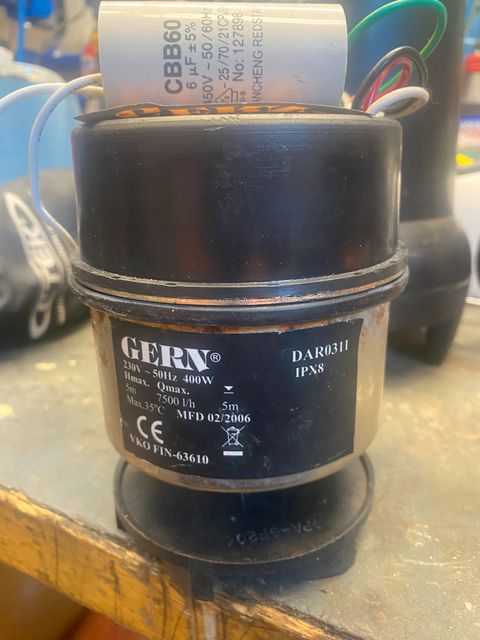 CBB60
6 µF ± 5%
450V ~ 50/60Hz
25/70/21
No: 127896
GERN®
230V ~ 50Hz 400W
Hmax. Qmax.
5m 7500 l/h 5m
Max.35°C MFD 02/2006
CE
VKO FIN-63610
DAR0311
IPX8